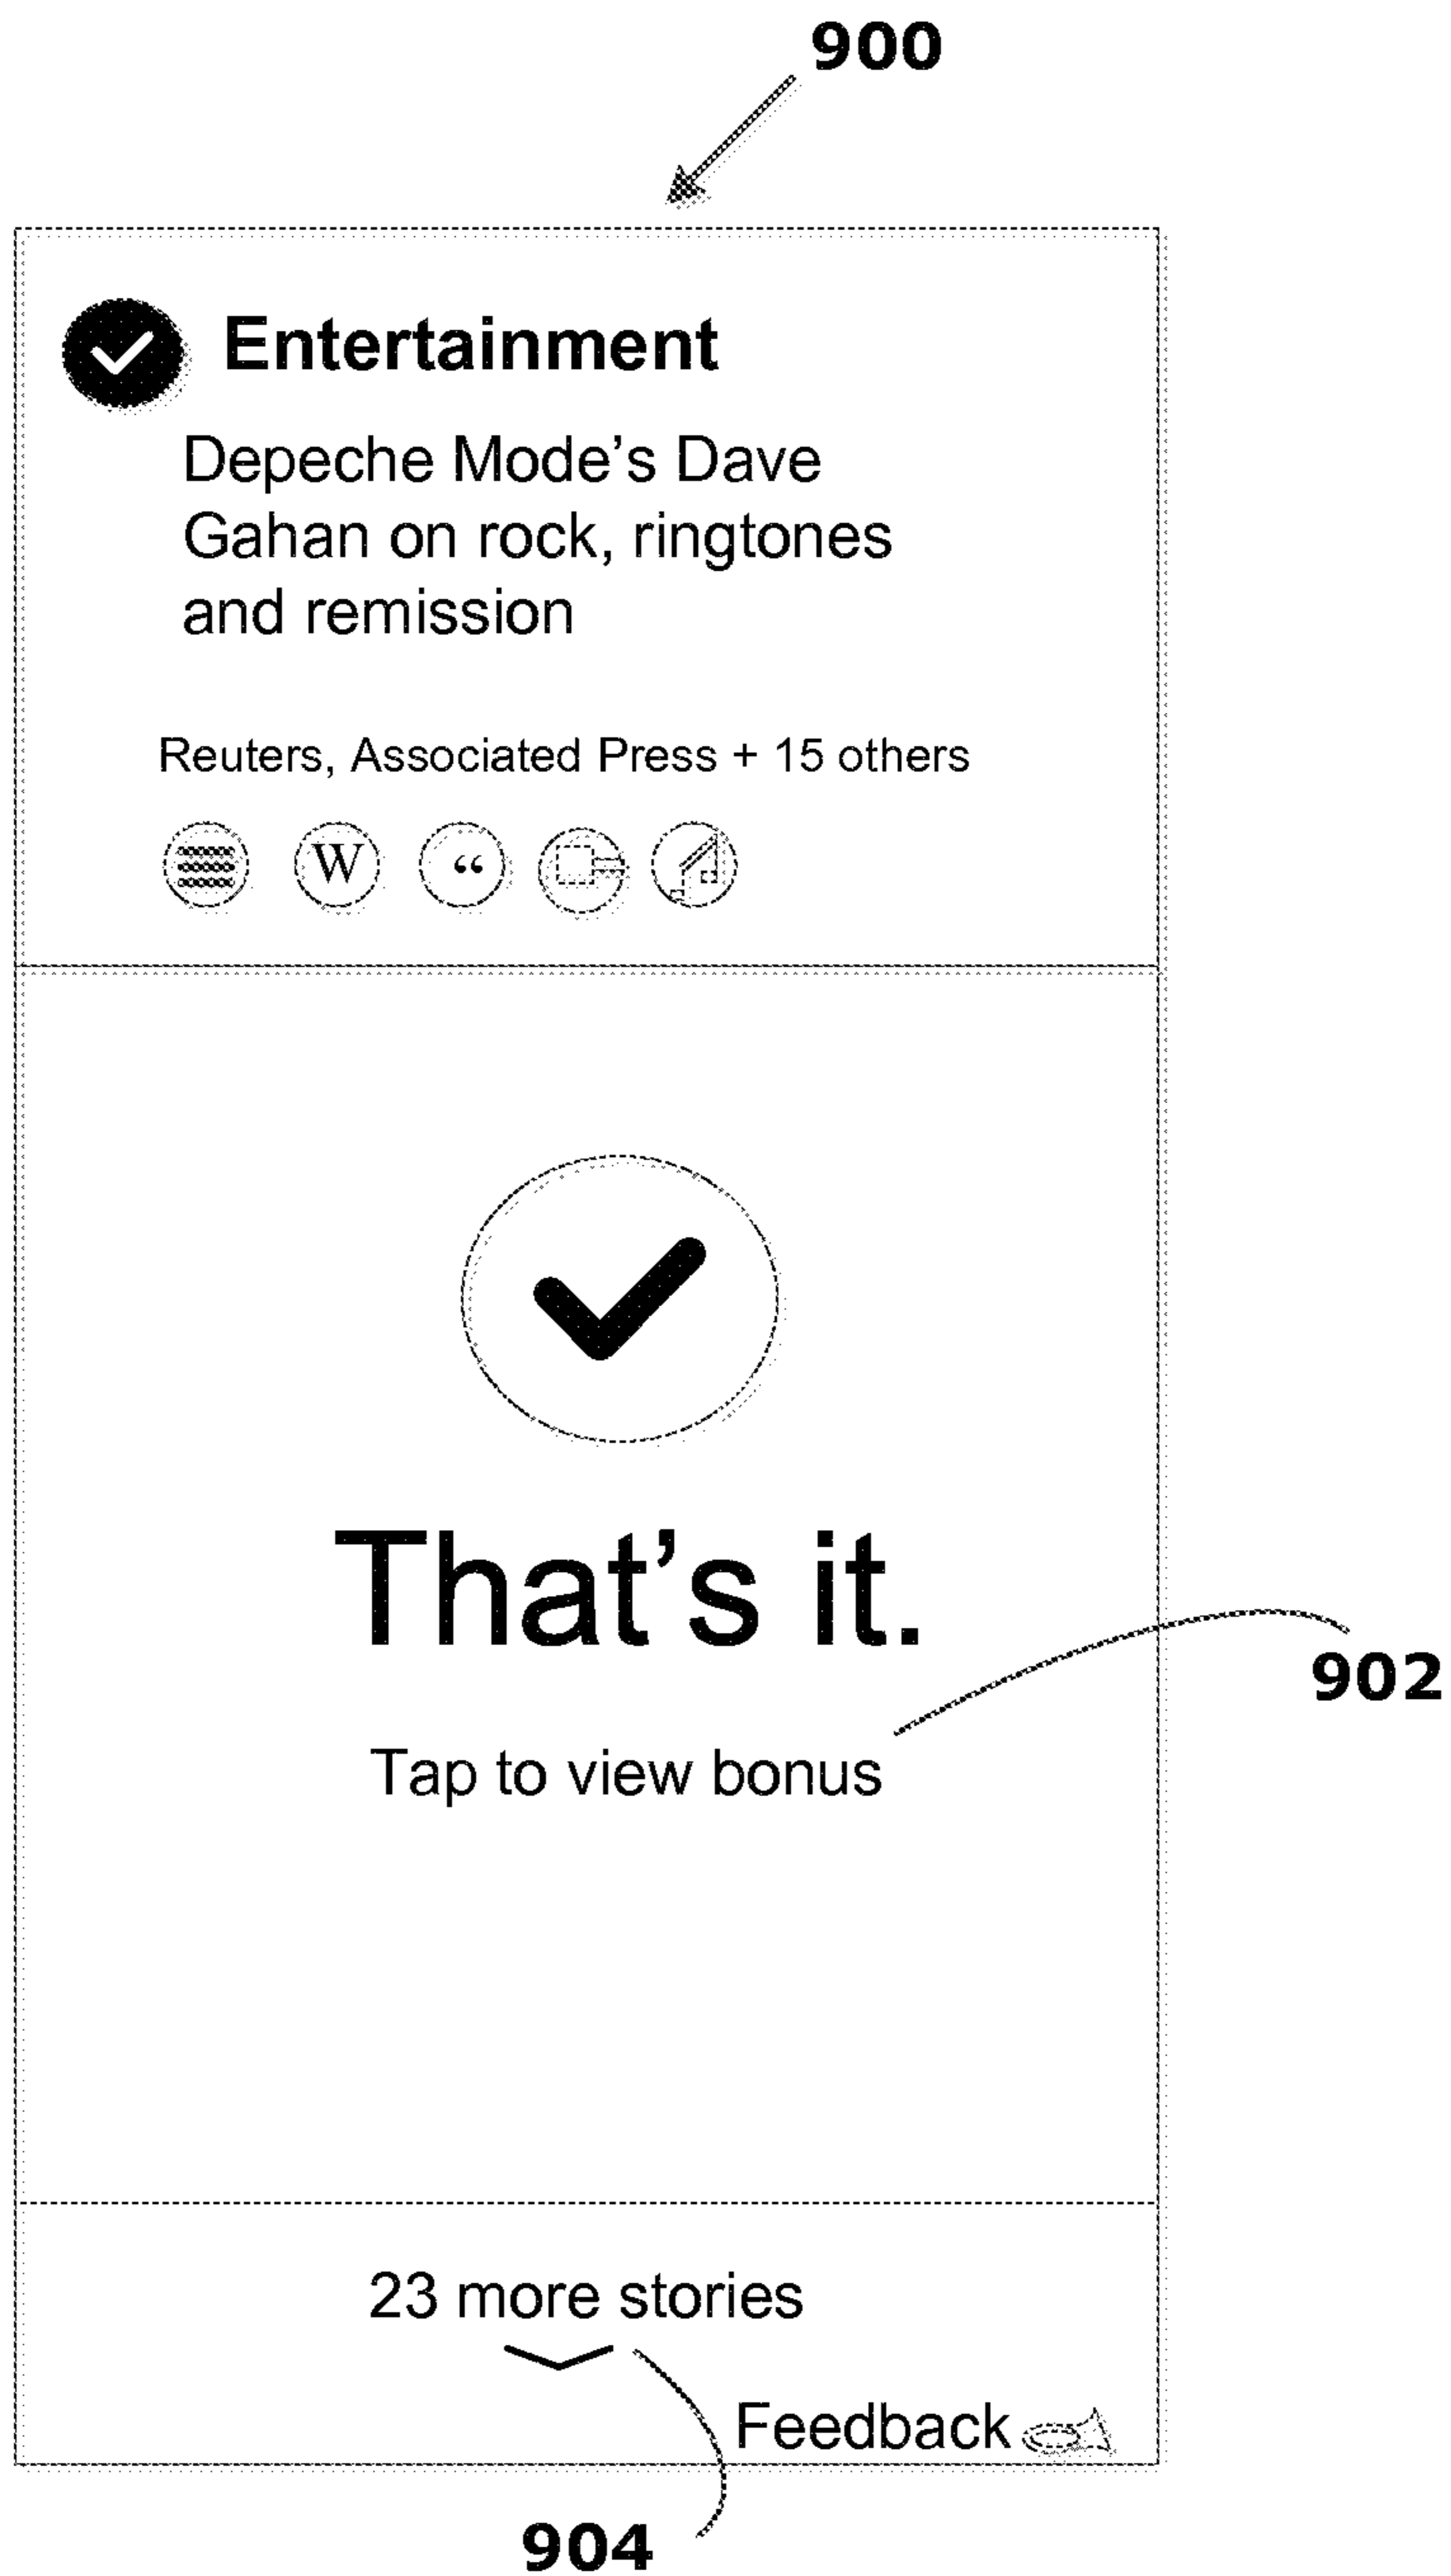 900
Entertainment
Depeche Mode’s Dave
Gahan on rock, ringtones
and remission
Reuters, Associated Press + 15 others
W “
That’s it.
902
Tap to view bonus
23 more stories
Feedback
904